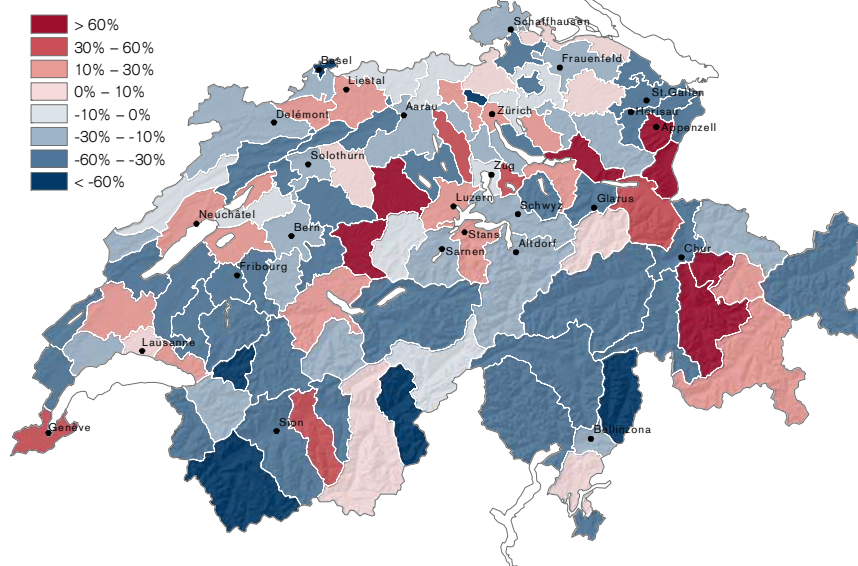 > 60%
30% – 60%
10% – 30%
0% – 10%
-10% – 0%
-30% – -10%
-60% – -30%
< -60%
Schaffhausen
Basel
Frauenfeld
Liestal
St.Gallen
Delémont
Aarau
Zürich
Herisau
Appenzell
Solothurn
Zug
Neuchâtel
Luzern
Schwyz
Glarus
Bern
Stans
Sarnen
Altdorf
Chur
Fribourg
Lausanne
Sion
Genève
Bellinzona